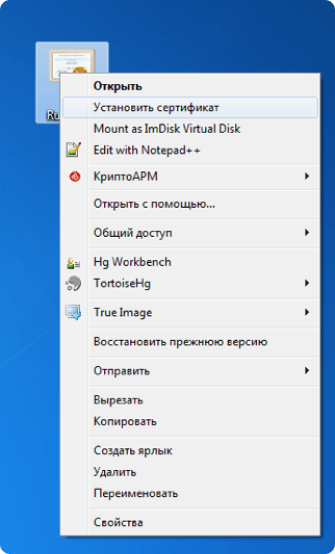 Открыть
Установить сертификат
Mount as ImDisk Virtual Disk
Edit with Notepad++
КриптоАРМ
Открыть с помощью...
Общий доступ
Hg Workbench
TortoiseHg
True Image
Восстановить прежнюю версию
Отправить
Вырезать
Копировать
Создать ярлык
Удалить
Переименовать
Свойства